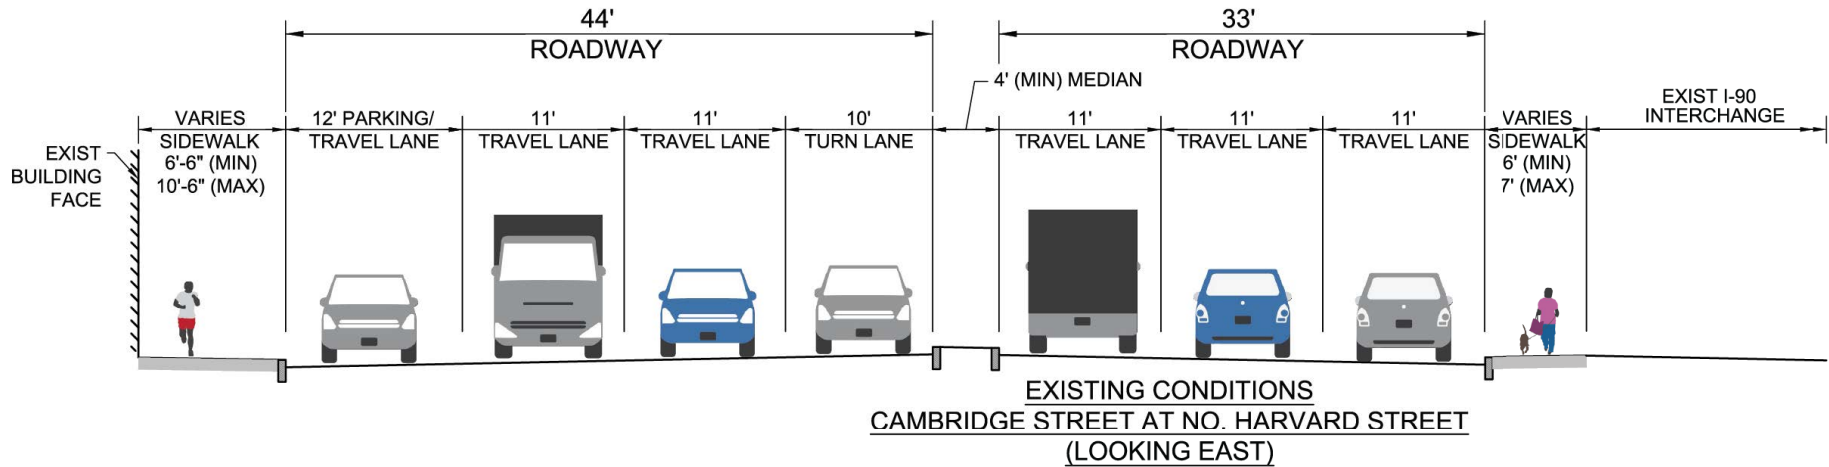 44'
ROADWAY
33'
ROADWAY
4' (MIN) MEDIAN
EXIST I-90
INTERCHANGE
VARIES
SIDEWALK
6'-6" (MIN)
10'-6" (MAX)
12' PARKING/
TRAVEL LANE
11'
TRAVEL LANE
11'
TRAVEL LANE
10'
TURN LANE
11'
TRAVEL LANE
11'
TRAVEL LANE
11'
TRAVEL LANE
VARIES
SIDEWALK
6' (MIN)
7' (MAX)
EXIST
BUILDING
FACE
EXISTING CONDITIONS
CAMBRIDGE STREET AT NO. HARVARD STREET
(LOOKING EAST)